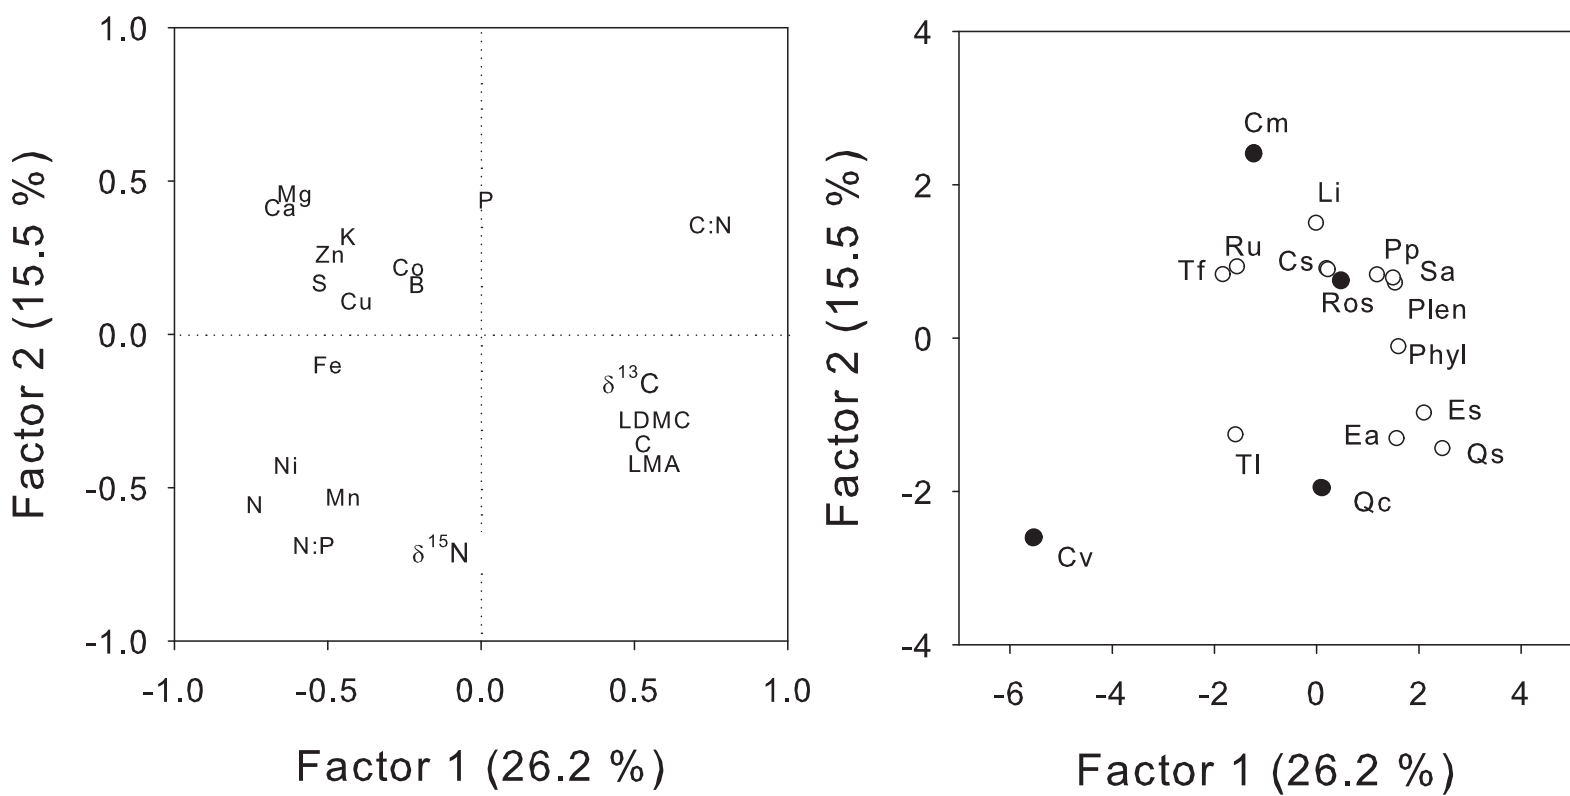 1.0
0.5
0.0
-0.5
-1.0
Factor 2 (15.5 %)
Mg
Ca
P
C:N
K
Zn
Co
S
B
Cu
Fe
δ13C
LDMC
C
LMA
Ni
N
Mn
N:P
δ15N
-1.0 -0.5 0.0 0.5 1.0
Factor 1 (26.2 %)
4
2
0
-2
-4
Factor 2 (15.5 %)
Cm
Li
Ru
Tf
Cs
Pp
Sa
Ros
Plen
Phyl
Es
Ea
Qs
Tl
Qc
Cv
-6 -4 -2 0 2 4
Factor 1 (26.2 %)